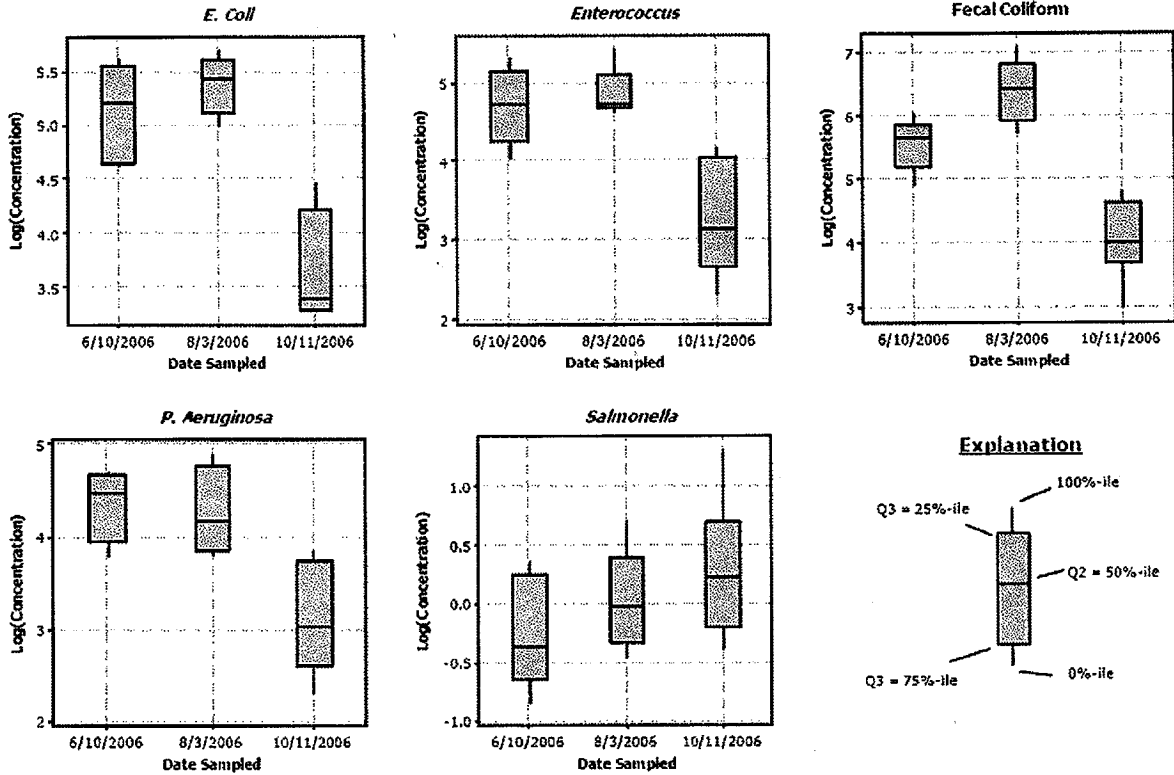 E. Coli
Log(Concentration)
5.5
5.0
4.5
4.0
3.5
6/10/2006 8/3/2006 10/11/2006
Date Sampled
Enterococcus
Log(Concentration)
5
4
3
2
6/10/2006 8/3/2006 10/11/2006
Date Sampled
Fecal Coliform
Log(Concentration)
7
6
5
4
3
6/10/2006 8/3/2006 10/11/2006
Date Sampled
P. Aeruginosa
Log(Concentration)
5
4
3
2
6/10/2006 8/3/2006 10/11/2006
Date Sampled
Salmonella
Log(Concentration)
1.0
0.5
0.0
-0.5
-1.0
6/10/2006 8/3/2006 10/11/2006
Date Sampled
Explanation
100%-ile
Q3 = 25%-ile
Q2 = 50%-ile
Q3 = 75%-ile
0%-ile